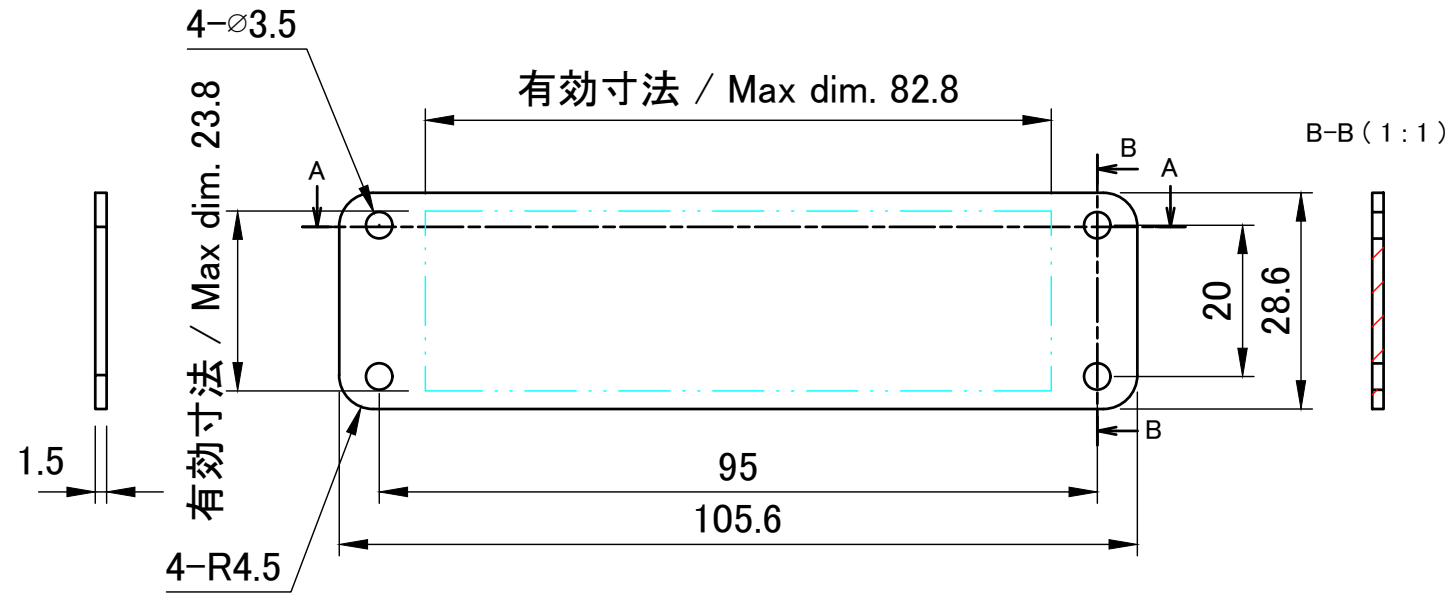 4-⌀3.5
有効寸法 / Max dim. 82.8
有効寸法 / Max dim. 23.8
B-B ( 1 : 1 )
A
B
A
20
28.6
B
1.5
95
105.6
4-R4.5